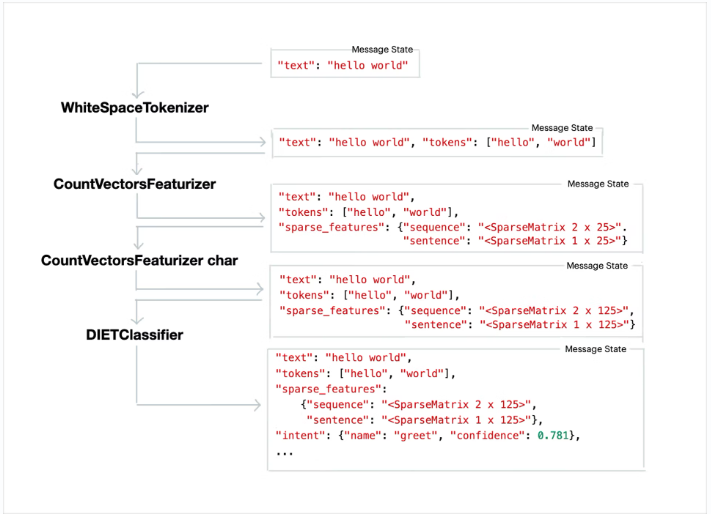 Message State
"text": "hello world"
WhiteSpaceTokenizer
Message State
"text": "hello world", "tokens": ["hello", "world"]
CountVectorsFeaturizer
Message State
"text": "hello world",
"tokens": ["hello", "world"],
"sparse_features": {"sequence": "<SparseMatrix 2 x 25>".
"sentence": "<SparseMatrix 1 x 25>"}
CountVectorsFeaturizer char
Message State
"text": "hello world",
"tokens": ["hello", "world"],
"sparse_features": {"sequence": "<SparseMatrix 2 x 125>",
"sentence": "<SparseMatrix 1 x 125>"}
DIETClassifier
Message State
"text": "hello world",
"tokens": ["hello", "world"],
"sparse_features":
{"sequence": "<SparseMatrix 2 x 125>",
"sentence": "<SparseMatrix 1 x 125>"},
"intent": {"name": "greet", "confidence": 0.781},
...